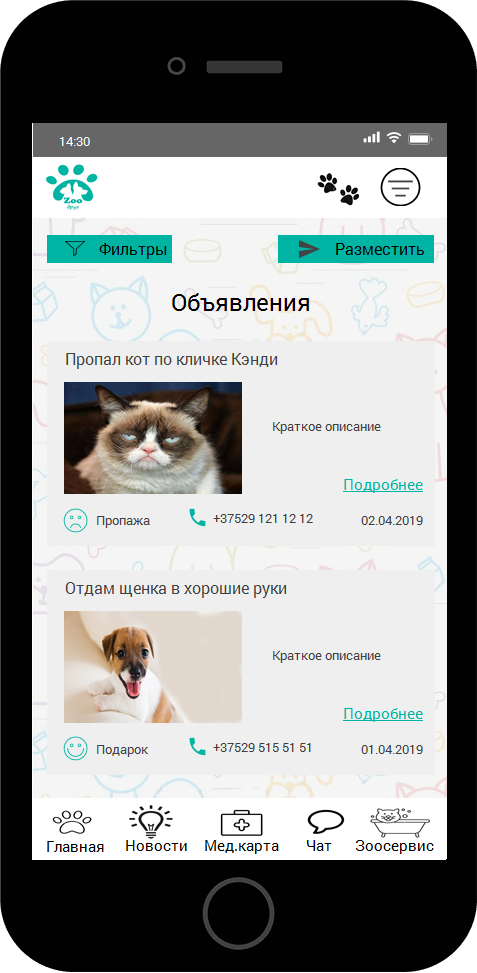 14:30
Zoo
друг
Фильтры
Разместить
Объявления
Пропал кот по кличке Кэнди
Краткое описание
Подробнее
Пропажа
+37529 121 12 12
02.04.2019
Отдам щенка в хорошие руки
Краткое описание
Подробнее
Подарок
+37529 515 51 51
01.04.2019
Главная
Новости
Мед.карта
Чат
Зоосервис